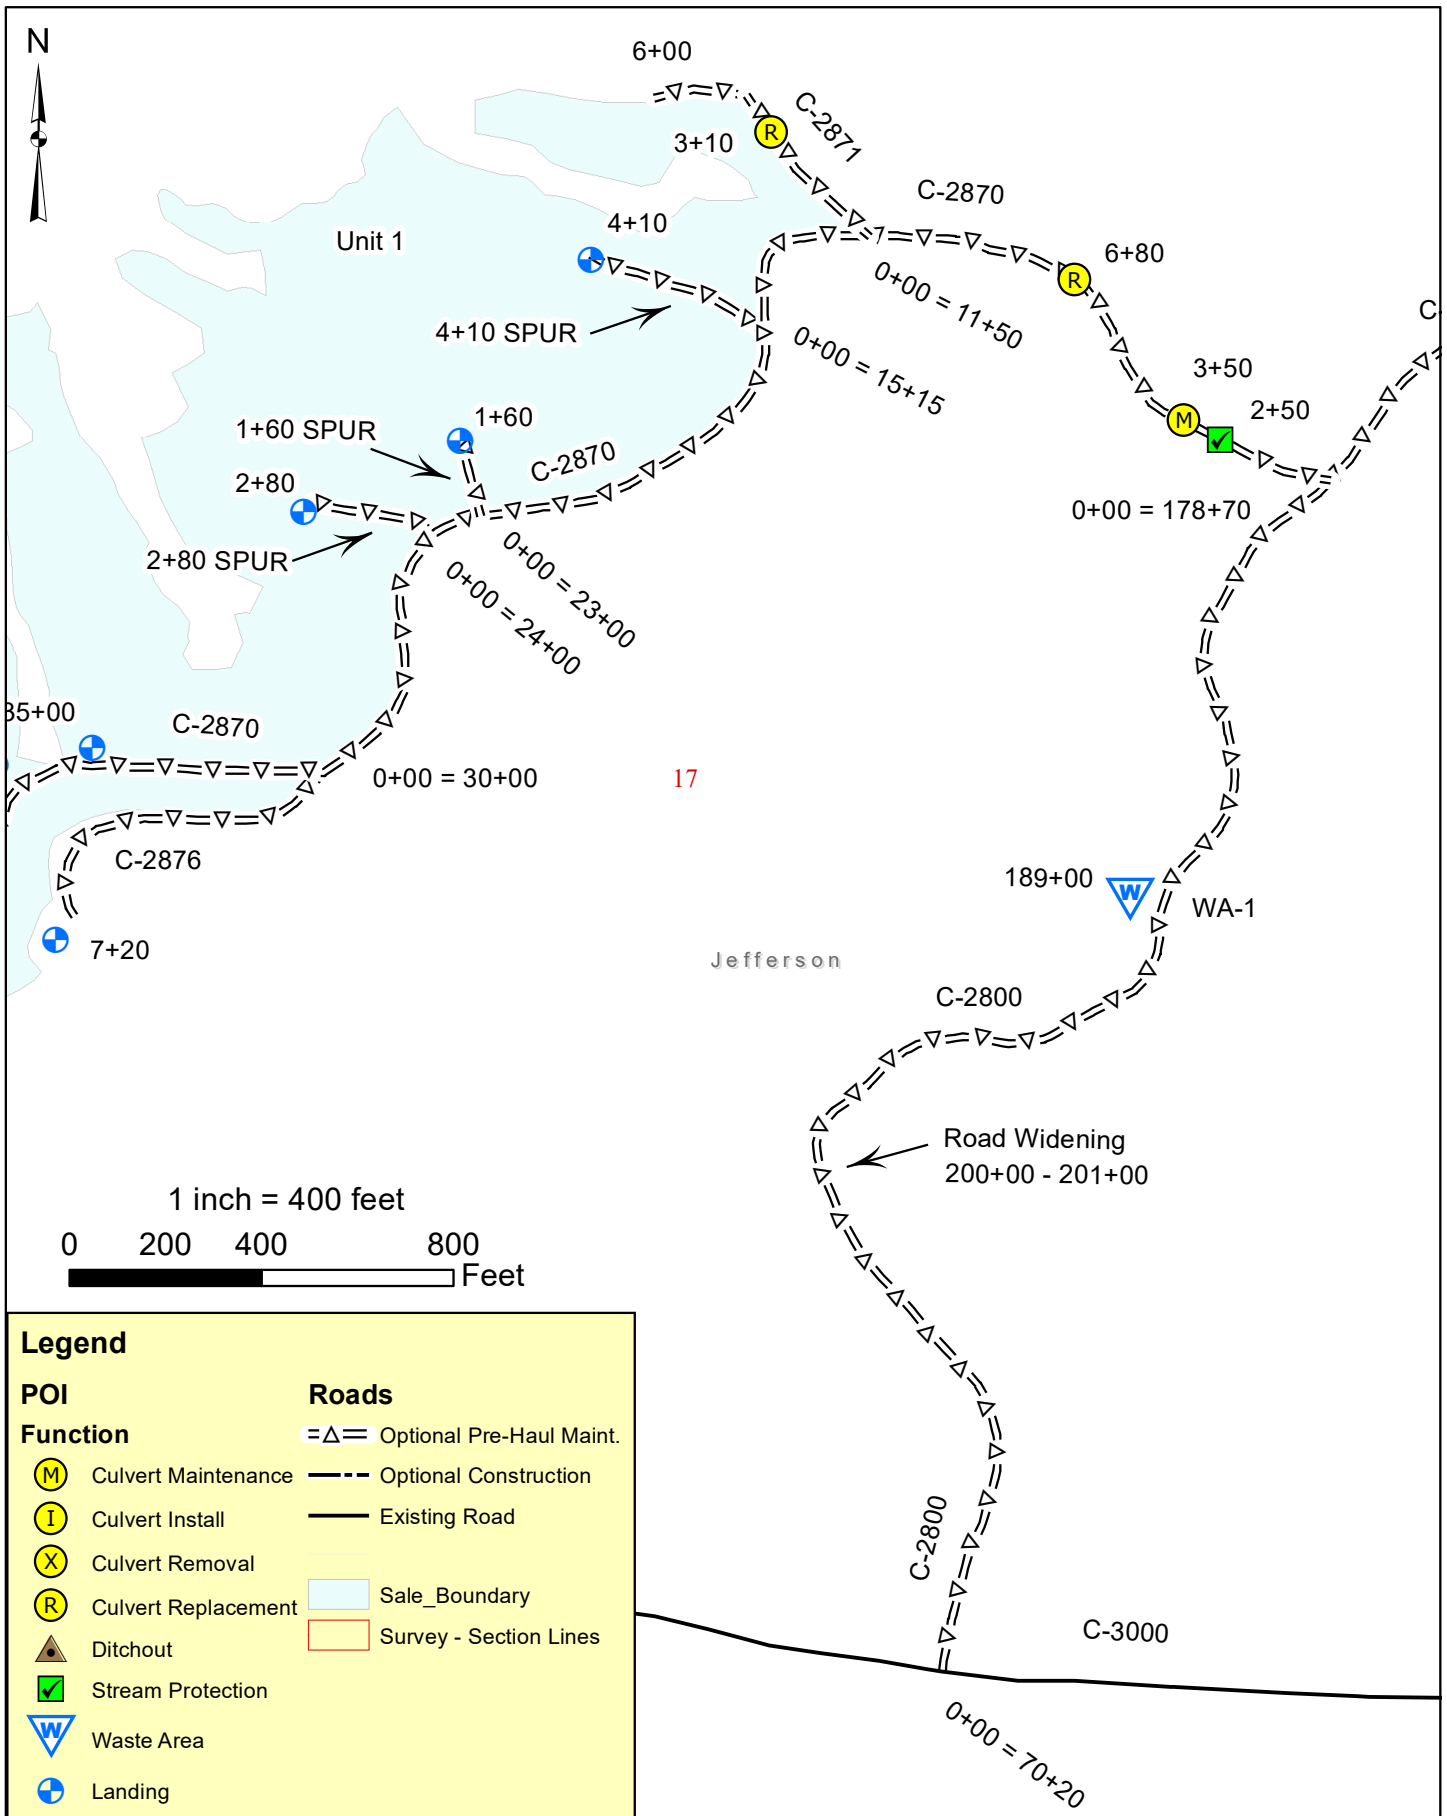 N
6+00
C-2871
3+10
C-2870
Unit 1
4+10
6+80
0+00 = 11+50
C-
4+10 SPUR
0+00 = 15+15
3+50
2+50
1+60
1+60 SPUR
C-2870
2+80
0+00 = 178+70
2+80 SPUR
0+00 = 23+00
0+00 = 24+00
35+00
C-2870
0+00 = 30+00
17
C-2876
189+00
W
WA-1
7+20
Jefferson
C-2800
Road Widening
200+00 - 201+00
1 inch = 400 feet
0 200 400 800
Feet
C-2800
C-3000
0+00 = 70+20
R
R
M
Legend
POI
Roads
Function
Optional Pre-Haul Maint.
M Culvert Maintenance
Optional Construction
I Culvert Install
Existing Road
X Culvert Removal
R Culvert Replacement
Sale_Boundary
Ditchout
Survey - Section Lines
Stream Protection
W Waste Area
Landing